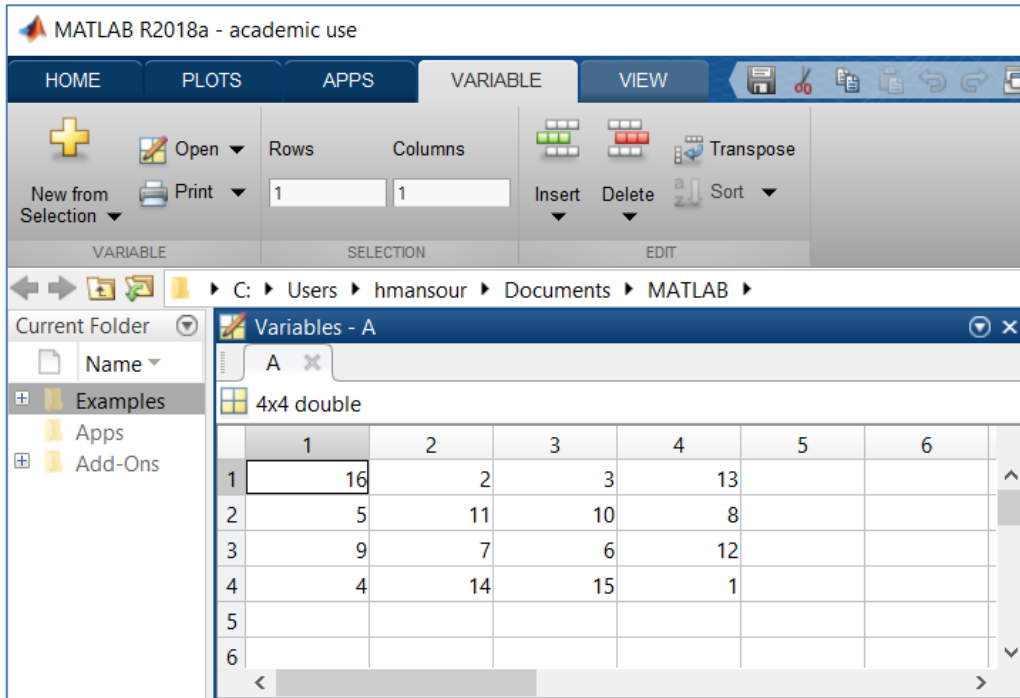 MATLAB R2018a - academic use
HOME PLOTS APPS VARIABLE VIEW
New from Selection
Open
Print
Rows Columns
1 1
Insert Delete
Transpose
Sort
VARIABLE SELECTION EDIT
C: Users hmansour Documents MATLAB
Current Folder
Name
Examples
Apps
Add-Ons
Variables - A
A
4x4 double
1 2 3 4 5 6
1 16 2 3 13
2 5 11 10 8
3 9 7 6 12
4 4 14 15 1
5
6